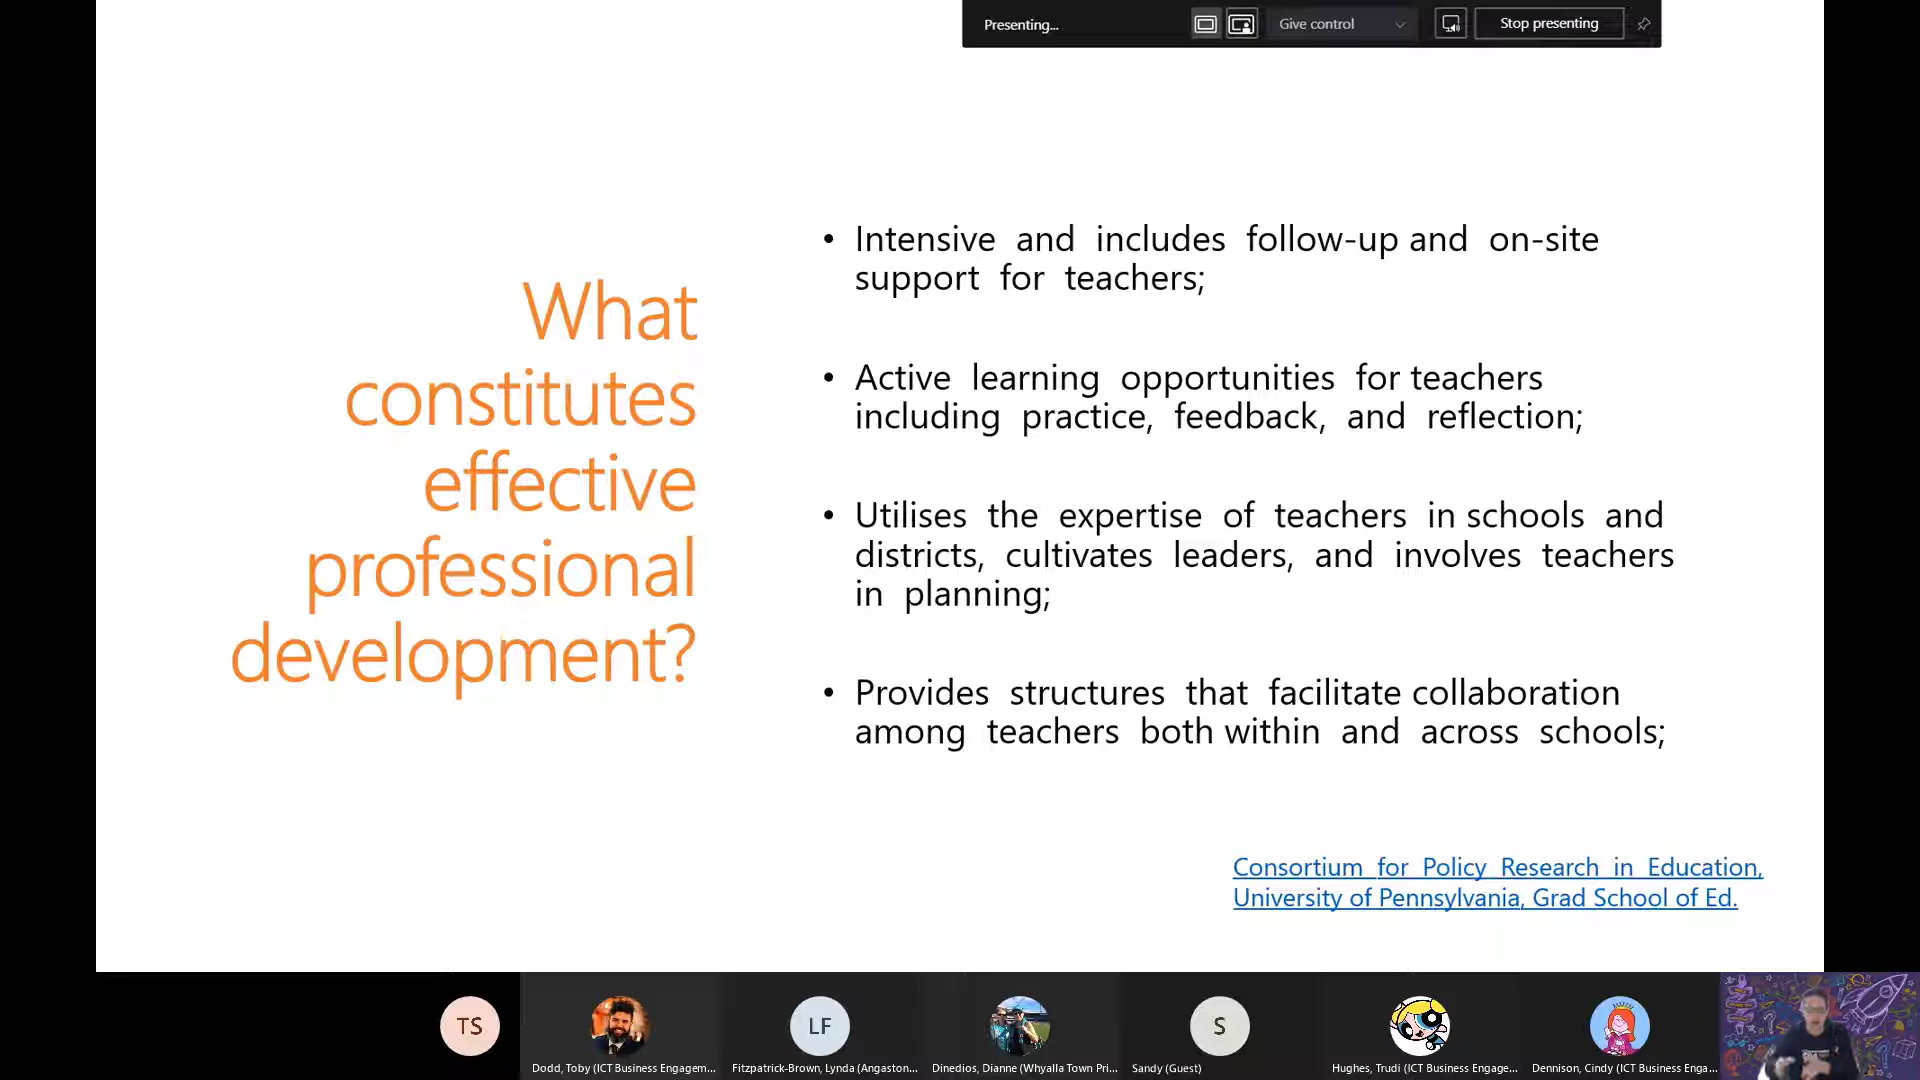 Presenting...
Give control
Stop presenting
What
constitutes
effective
professional
development?
• Intensive and includes follow-up and on-site
support for teachers;
• Active learning opportunities for teachers
including practice, feedback, and reflection;
• Utilises the expertise of teachers in schools and
districts, cultivates leaders, and involves teachers
in planning;
• Provides structures that facilitate collaboration
among teachers both within and across schools;
Consortium for Policy Research in Education,
University of Pennsylvania, Grad School of Ed.
TS
LF
S
Dodd, Toby (ICT Business Engagem...
Fitzpatrick-Brown, Lynda (Angaston...
Dinedios, Dianne (Whyalla Town Pri...
Sandy (Guest)
Hughes, Trudi (ICT Business Engage...
Dennison, Cindy (ICT Business Enga...